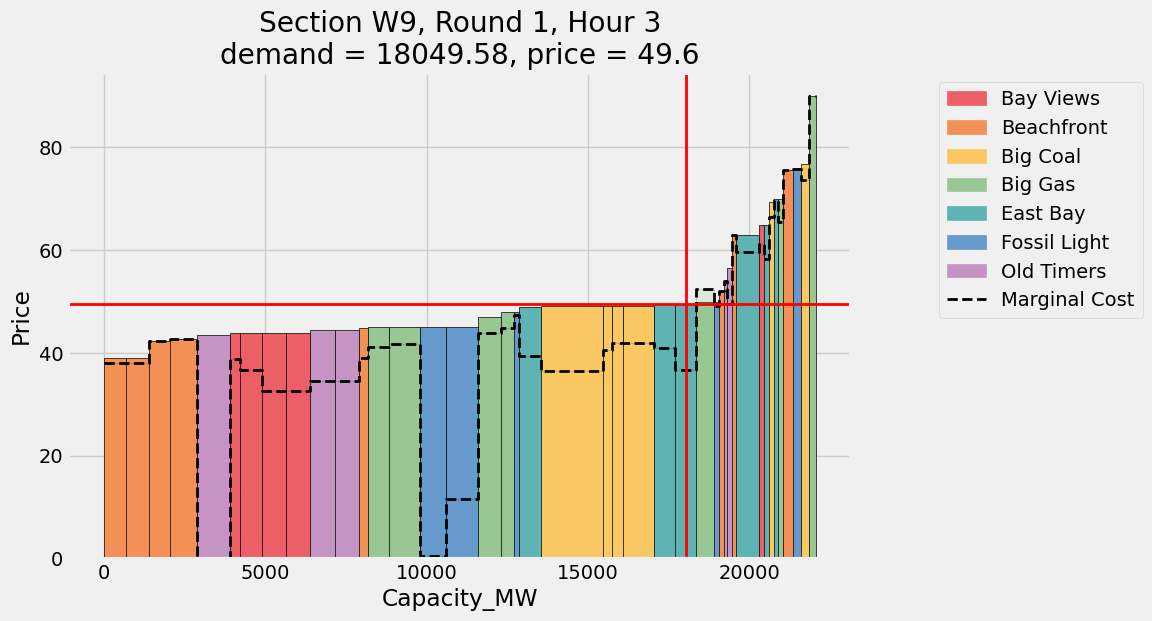 Section W9, Round 1, Hour 3
demand = 18049.58, price = 49.6
Price
80
60
40
20
0
0 5000 10000 15000 20000
Capacity_MW
Bay Views
Beachfront
Big Coal
Big Gas
East Bay
Fossil Light
Old Timers
Marginal Cost